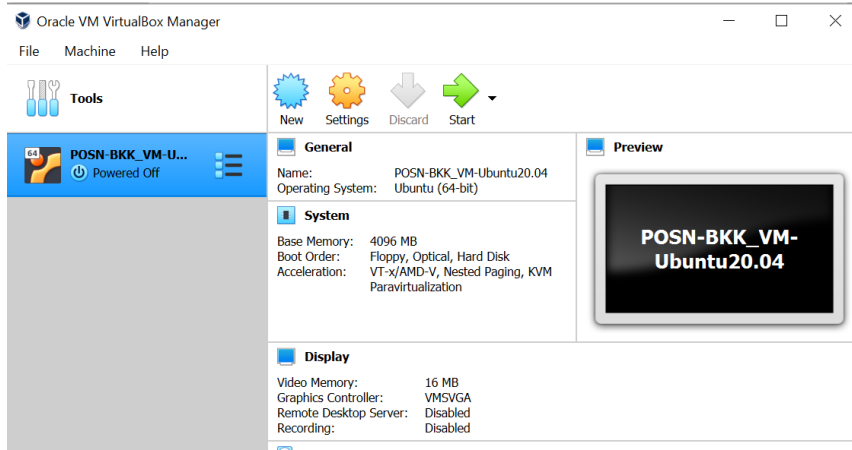 Oracle VM VirtualBox Manager
File Machine Help
Tools
New Settings Discard Start
64
POSN-BKK_VM-U...
Powered Off
General
Name: POSN-BKK_VM-Ubuntu20.04
Operating System: Ubuntu (64-bit)
System
Base Memory: 4096 MB
Boot Order: Floppy, Optical, Hard Disk
Acceleration: VT-x/AMD-V, Nested Paging, KVM
Paravirtualization
Preview
POSN-BKK_VM-
Ubuntu20.04
Display
Video Memory: 16 MB
Graphics Controller: VMSVGA
Remote Desktop Server: Disabled
Recording: Disabled